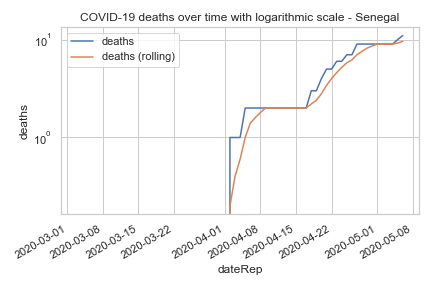 COVID-19 deaths over time with logarithmic scale - Senegal
deaths
deaths (rolling)
10¹
10⁰
deaths
2020-03-01
2020-03-08
2020-03-15
2020-03-22
2020-04-01
2020-04-08
2020-04-15
2020-04-22
2020-05-01
2020-05-08
dateRep